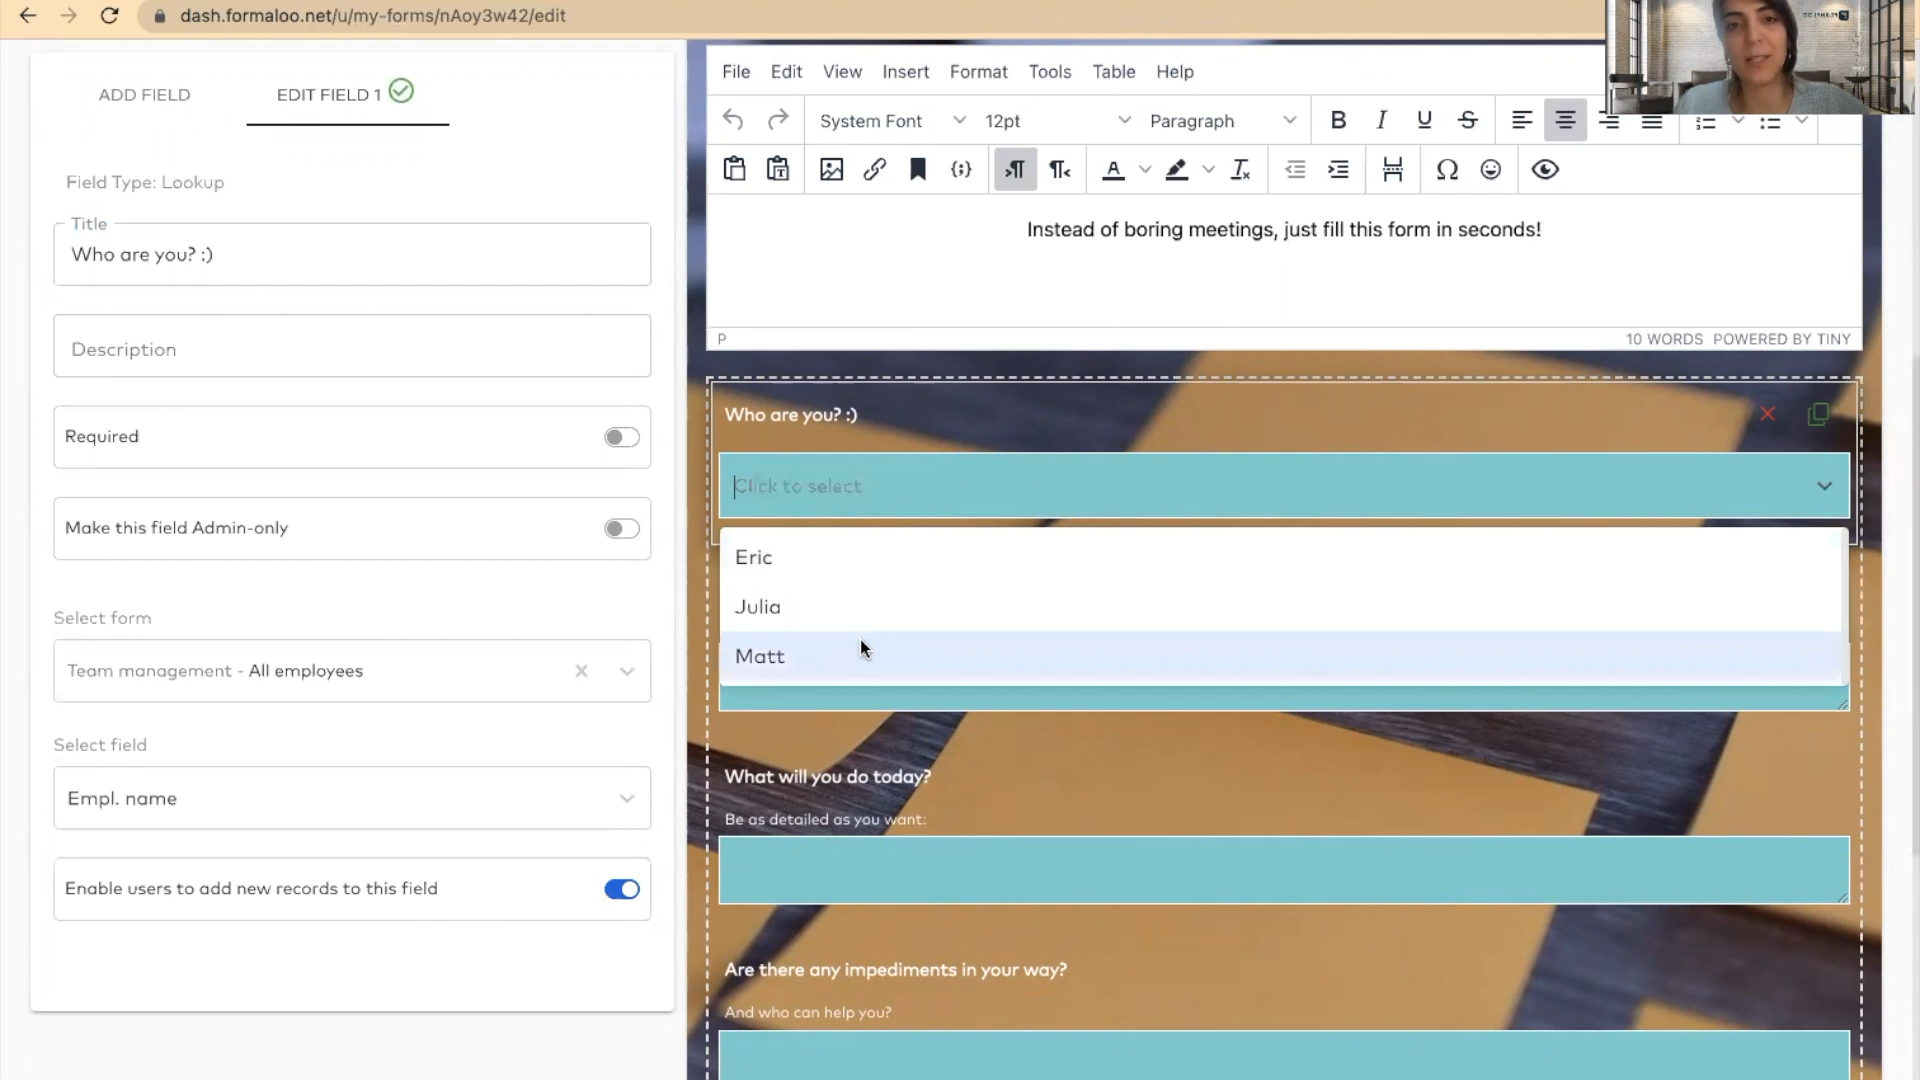 dash.formaloo.net/u/my-forms/nAoy3w42/edit
ADD FIELD
EDIT FIELD 1
Field Type: Lookup
Title
Who are you? :)
Description
Required
Make this field Admin-only
Select form
Team management - All employees
Select field
Empl. name
Enable users to add new records to this field
File Edit View Insert Format Tools Table Help
System Font 12pt Paragraph B I U S
Instead of boring meetings, just fill this form in seconds!
P 10 WORDS POWERED BY TINY
Who are you? :)
Click to select
Eric
Julia
Matt
What will you do today?
Be as detailed as you want:
Are there any impediments in your way?
And who can help you?